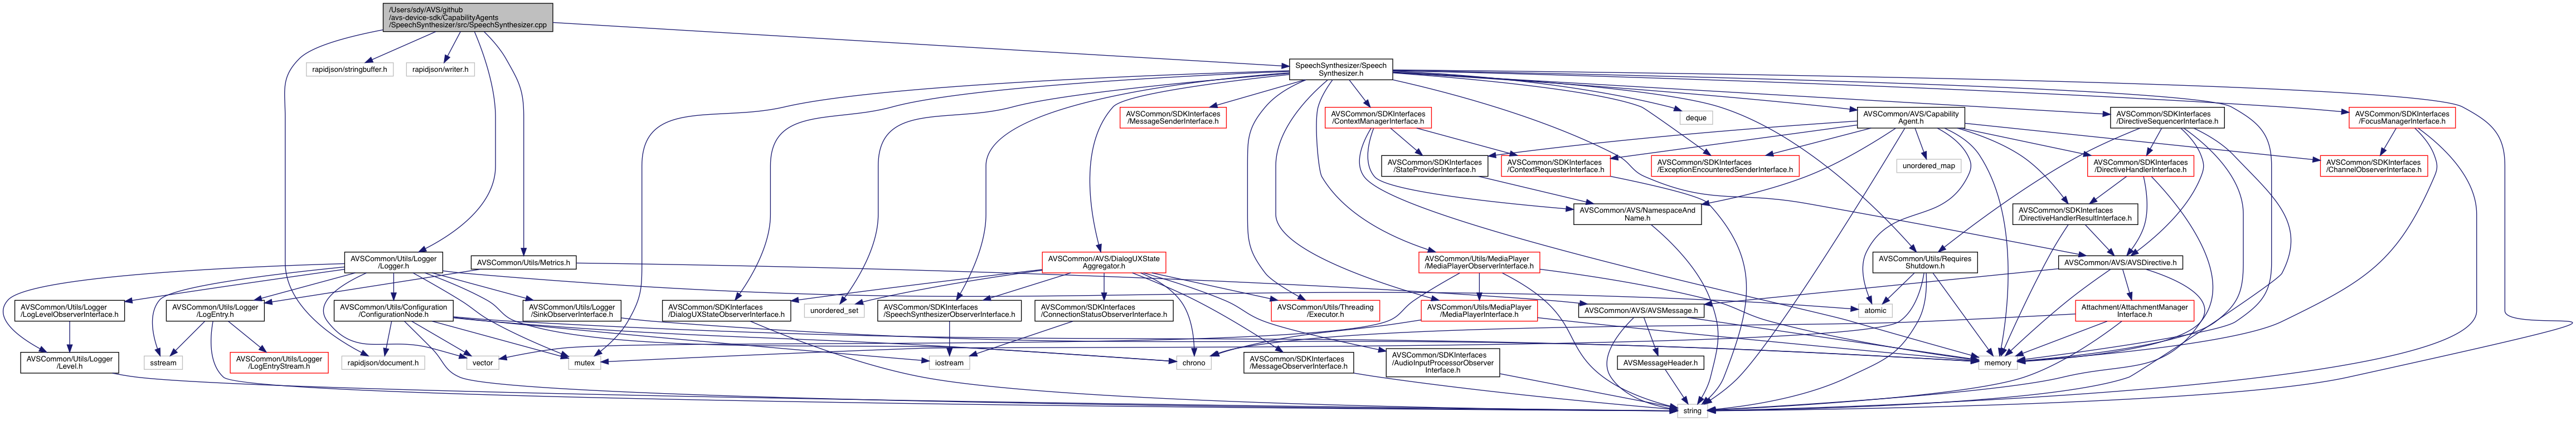 /Users/sdy/AVS/github
/avs-device-sdk/CapabilityAgents
/SpeechSynthesizer/src/SpeechSynthesizer.cpp
rapidjson/stringbuffer.h
rapidjson/writer.h
SpeechSynthesizer/Speech
Synthesizer.h
AVSCommon/SDKInterfaces
/MessageSenderInterface.h
AVSCommon/SDKInterfaces
/ContextManagerInterface.h
deque
AVSCommon/AVS/Capability
Agent.h
AVSCommon/SDKInterfaces
/DirectiveSequencerInterface.h
AVSCommon/SDKInterfaces
/FocusManagerInterface.h
AVSCommon/SDKInterfaces
/StateProviderInterface.h
AVSCommon/SDKInterfaces
/ContextRequesterInterface.h
AVSCommon/SDKInterfaces
/ExceptionEncounteredSenderInterface.h
unordered_map
AVSCommon/SDKInterfaces
/DirectiveHandlerInterface.h
AVSCommon/SDKInterfaces
/ChannelObserverInterface.h
AVSCommon/AVS/NamespaceAnd
Name.h
AVSCommon/SDKInterfaces
/DirectiveHandlerResultInterface.h
AVSCommon/Utils/Logger
/Logger.h
AVSCommon/Utils/Metrics.h
AVSCommon/AVS/DialogUXState
Aggregator.h
AVSCommon/Utils/MediaPlayer
/MediaPlayerObserverInterface.h
AVSCommon/Utils/Requires
Shutdown.h
AVSCommon/AVS/AVSDirective.h
AVSCommon/Utils/Logger
/LogLevelObserverInterface.h
AVSCommon/Utils/Logger
/LogEntry.h
AVSCommon/Utils/Configuration
/ConfigurationNode.h
AVSCommon/Utils/Logger
/SinkObserverInterface.h
AVSCommon/SDKInterfaces
/DialogUXStateObserverInterface.h
unordered_set
AVSCommon/SDKInterfaces
/SpeechSynthesizerObserverInterface.h
AVSCommon/SDKInterfaces
/ConnectionStatusObserverInterface.h
AVSCommon/Utils/Threading
/Executor.h
AVSCommon/Utils/MediaPlayer
/MediaPlayerInterface.h
AVSCommon/AVS/AVSMessage.h
atomic
Attachment/AttachmentManager
Interface.h
AVSCommon/Utils/Logger
/Level.h
sstream
AVSCommon/Utils/Logger
/LogEntryStream.h
rapidjson/document.h
vector
mutex
iostream
chrono
AVSCommon/SDKInterfaces
/MessageObserverInterface.h
AVSCommon/SDKInterfaces
/AudioInputProcessorObserver
Interface.h
AVSMessageHeader.h
memory
string